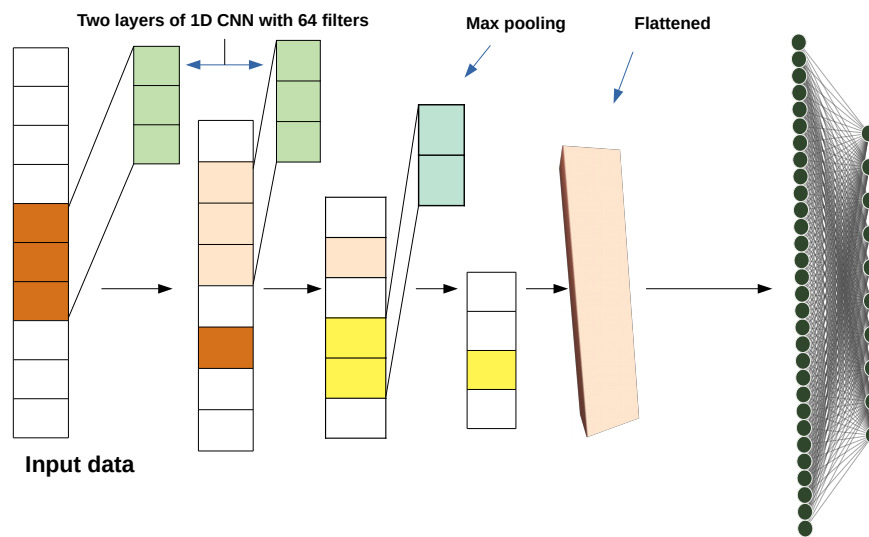 Two layers of 1D CNN with 64 filters
Max pooling
Flattened
Input data